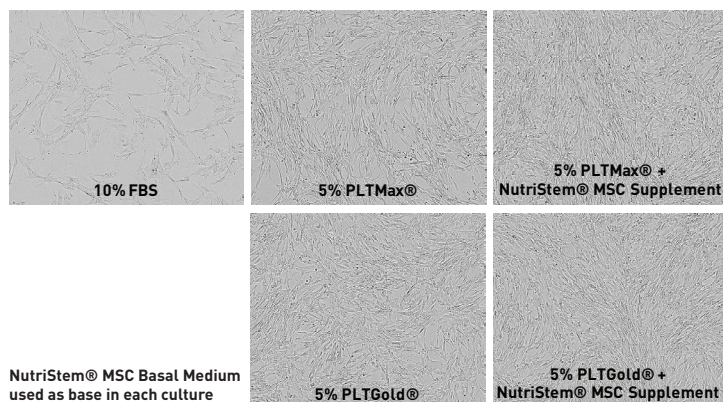 10% FBS
5% PLTMax®
5% PLTMax® +
NutriStem® MSC Supplement
NutriStem® MSC Basal Medium
used as base in each culture
5% PLTGold®
5% PLTGold® +
NutriStem® MSC Supplement